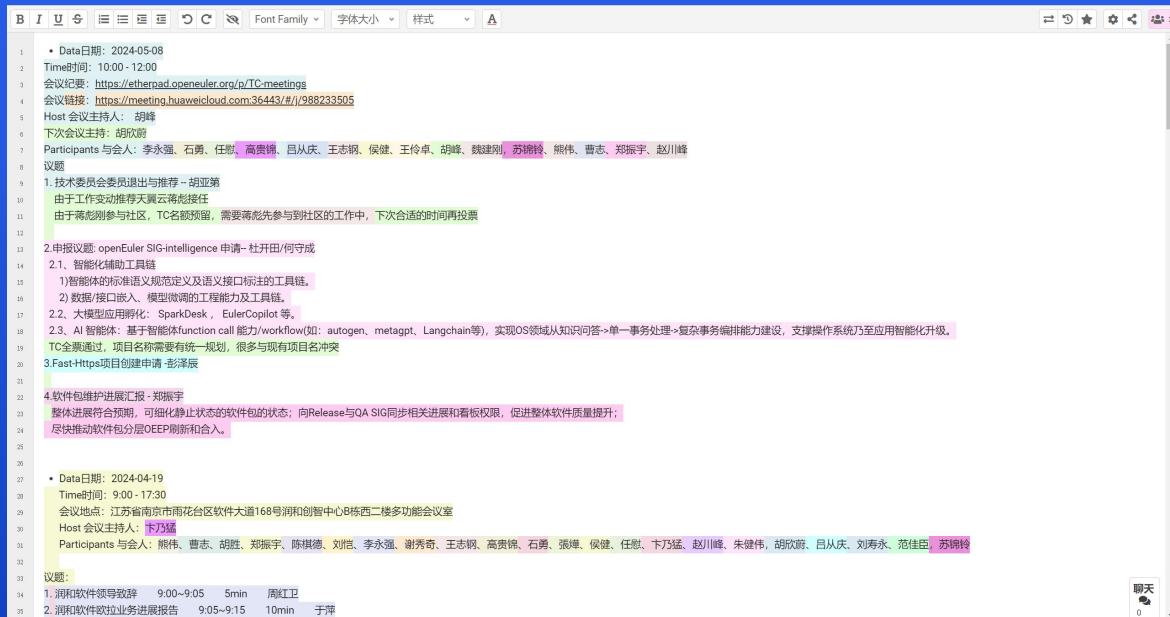 B I U S Font Family 字体大小 样式 A
1 • Data日期：2024-05-08
2 Time时间：10:00 - 12:00
3 会议纪要：https://etherpad.openeuler.org/p/TC-meetings
4 会议链接：https://meeting.huaweicloud.com:36443/#/j/988233505
5 Host 会议主持人： 胡峰
6 下次会议主持：胡欣蔚
7 Participants 与会人：李永强、石勇、任慰、高贵锦、吕从庆、王志钢、侯健、王伶卓、胡峰、魏建刚，苏锦铃、熊伟、曹志、郑振宇、赵川峰
8 议题
9 1. 技术委员会委员退出与推荐 -- 胡亚第
10 由于工作变动推荐天翼云蒋彪接任
11 由于蒋彪刚参与社区，TC名额预留，需要蒋彪先参与到社区的工作中，下次合适的时间再投票
12
13 2.申报议题: openEuler SIG-intelligence 申请-- 杜开田/何守成
14 2.1、智能化辅助工具链
15 1)智能体的标准语义规范定义及语义接口标注的工具链。
16 2) 数据/接口嵌入、模型微调的工程能力及工具链。
17 2.2、大模型应用孵化： SparkDesk ， EulerCopilot 等。
18 2.3、AI 智能体：基于智能体function call 能力/workflow(如：autogen、metagpt、Langchain等)，实现OS领域从知识问答->单一事务处理->复杂事务编排能力建设，支撑操作系统乃至应用智能化升级。
19 TC全票通过，项目名称需要有统一规划，很多与现有项目名冲突
20 3.Fast-Https项目创建申请 -彭泽辰
21
22 4.软件包维护进展汇报 - 郑振宇
23 整体进展符合预期，可细化静止状态的软件包的状态；向Release与QA SIG同步相关进展和看板权限，促进整体软件质量提升；
24 尽快推动软件包分层OEEP刷新和合入。
25
26
27 • Data日期：2024-04-19
28 Time时间：9:00 - 17:30
29 会议地点：江苏省南京市雨花台区软件大道168号润和创智中心B栋西二楼多功能会议室
30 Host 会议主持人：卞乃猛
31 Participants 与会人：熊伟、曹志、胡胜、郑振宇、陈棋德、刘恺、李永强、谢秀奇、王志钢、高贵锦、石勇、張燁、侯健、任慰、卞乃猛、赵川峰、朱健伟，胡欣蔚、吕从庆、刘寿永、范佳臣，苏锦铃
32
33 议题：
34 1. 润和软件领导致辞 9:00~9:05 5min 周红卫
35 2. 润和软件欧拉业务进展报告 9:05~9:15 10min 于萍
聊天
0